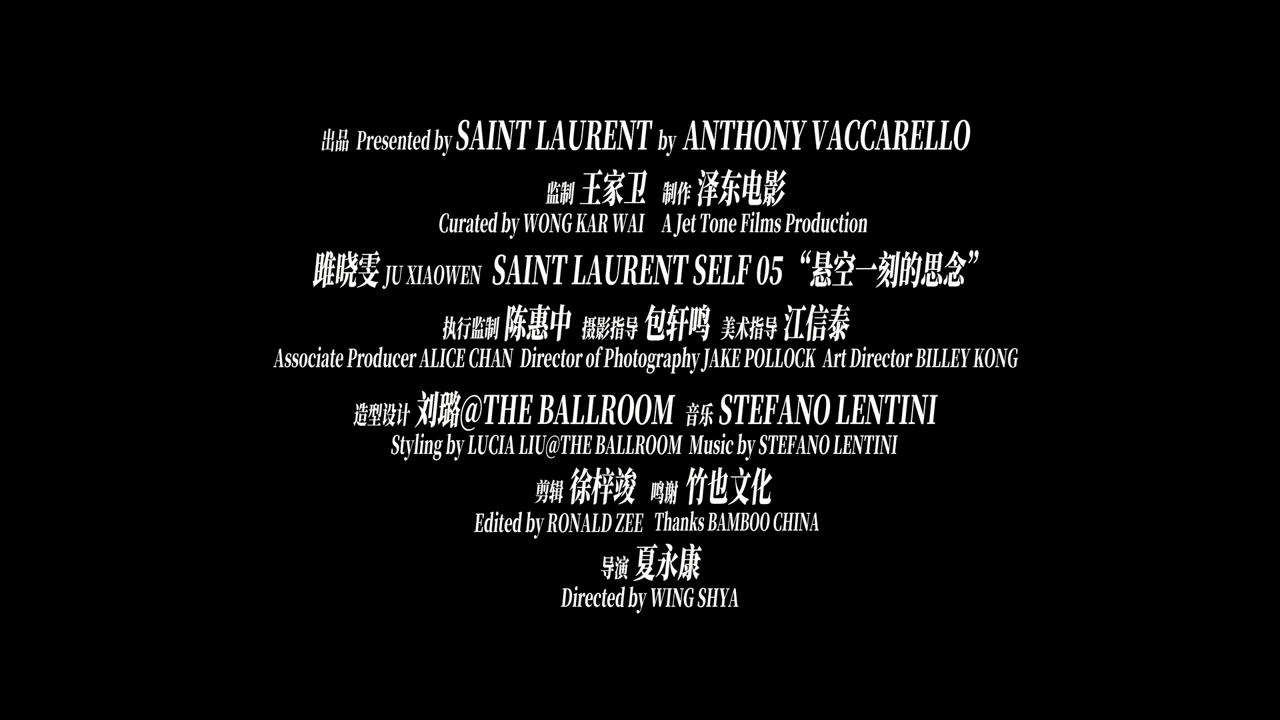 出品 Presented by SAINT LAURENT by ANTHONY VACCARELLO
监制 王家卫 制作 泽东电影
Curated by WONG KAR WAI A Jet Tone Films Production
雎晓雯 JU XIAOWEN SAINT LAURENT SELF 05 “悬空一刻的思念”
执行监制 陈惠中 摄影指导 包轩鸣 美术指导 江信泰
Associate Producer ALICE CHAN Director of Photography JAKE POLLOCK Art Director BILLEY KONG
造型设计 刘璐@THE BALLROOM 音乐 STEFANO LENTINI
Styling by LUCIA LIU@THE BALLROOM Music by STEFANO LENTINI
剪辑 徐梓竣 鸣谢 竹也文化
Edited by RONALD ZEE Thanks BAMBOO CHINA
导演 夏永康
Directed by WING SHYA